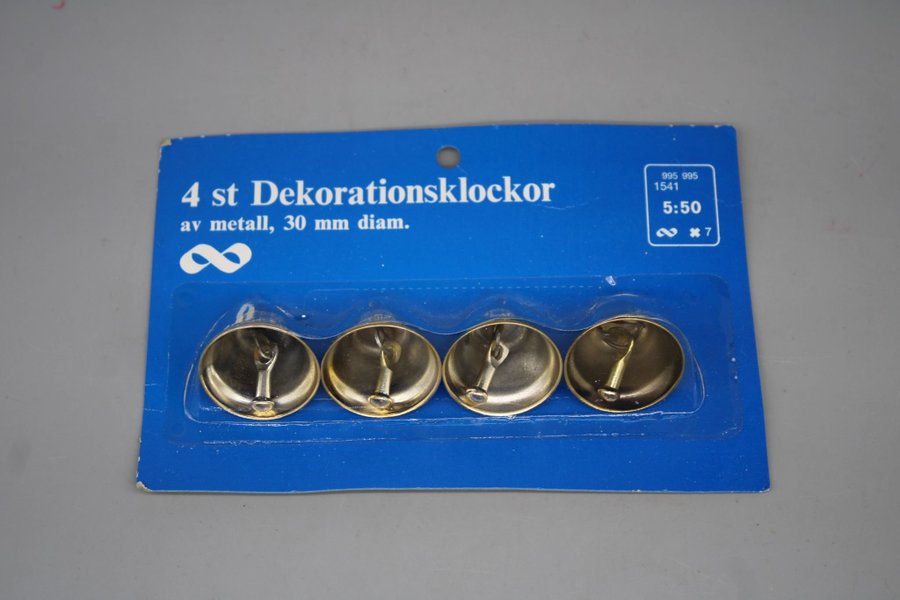 4 st Dekorationsklockor
av metall, 30 mm diam.
995 995
1541
5:50
7